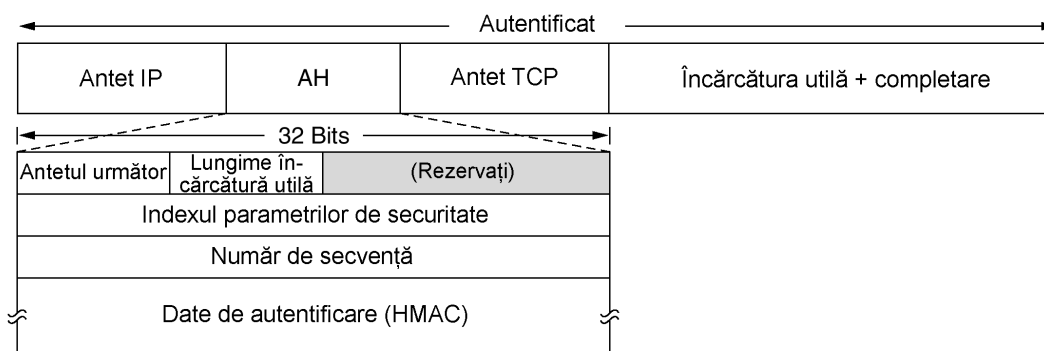 Autentificat
Antet IP
AH
Antet TCP
Încărcătura utilă + completare
32 Bits
Antetul următor
Lungime în-
cărcătură utilă
(Rezervați)
Indexul parametrilor de securitate
Număr de secvență
Date de autentificare (HMAC)